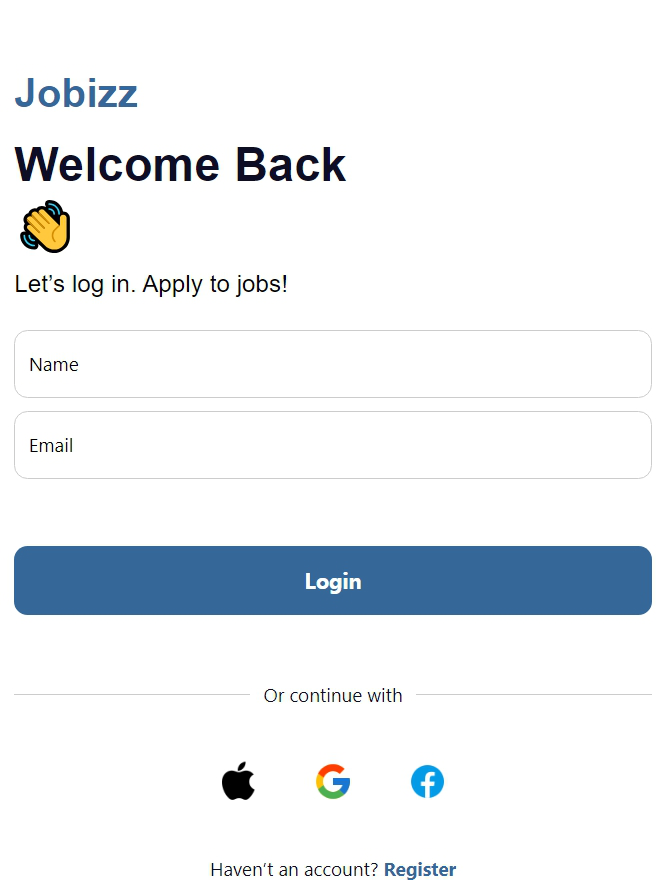 Jobizz
Welcome Back
👋
Let’s log in. Apply to jobs!
Name
Email
Login
Or continue with
Haven’t an account? Register